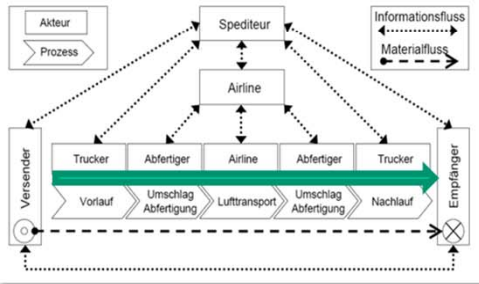 Akteur
Prozess
Spediteur
Informationsfluss
Materialfluss
Airline
Versender
Trucker
Abfertiger
Airline
Abfertiger
Trucker
Empfänger
Vorlauf
Umschlag
Abfertigung
Lufttransport
Umschlag
Abfertigung
Nachlauf